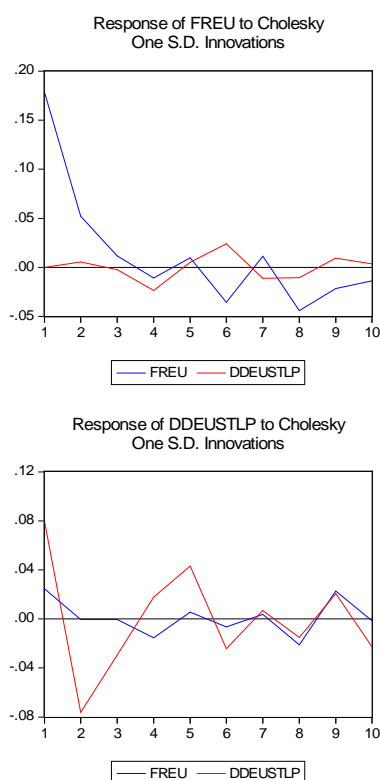 Response of FREU to Cholesky
One S.D. Innovations
.20
.15
.10
.05
.00
-.05
1 2 3 4 5 6 7 8 9 10
FREU DDEUSTLP
Response of DDEUSTLP to Cholesky
One S.D. Innovations
.12
.08
.04
.00
-.04
-.08
1 2 3 4 5 6 7 8 9 10
FREU DDEUSTLP